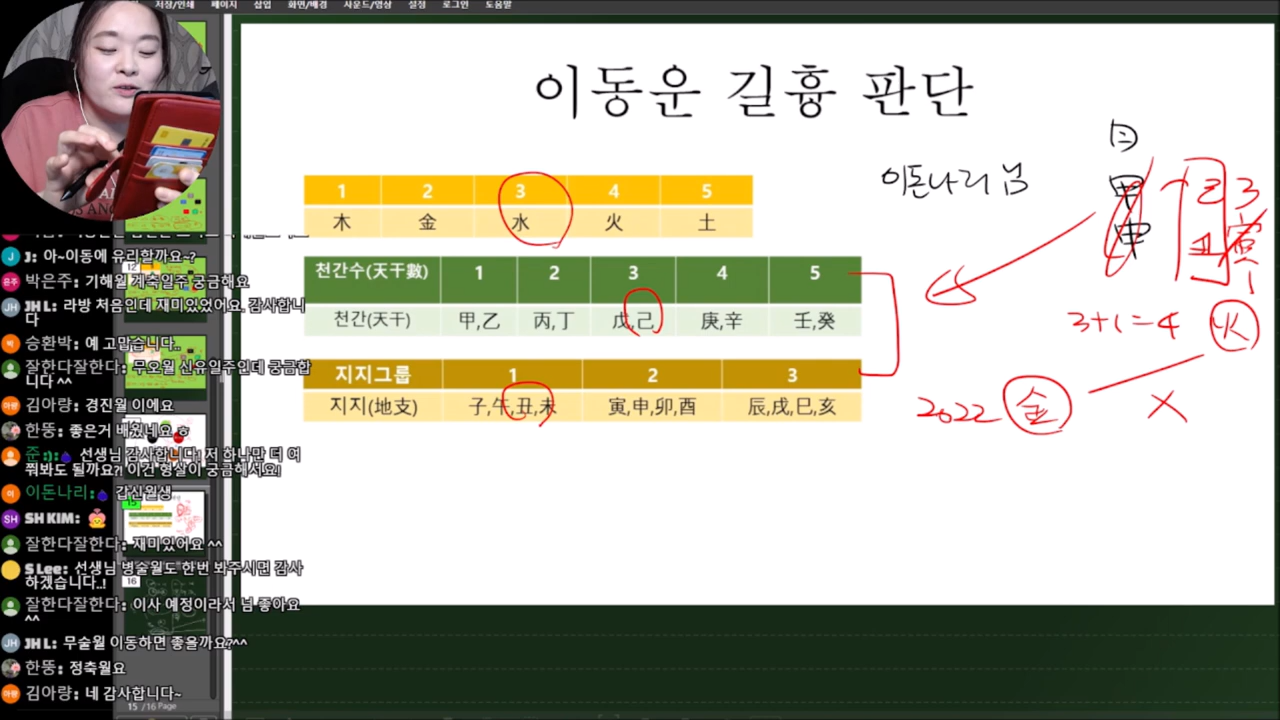 저장/인쇄 페이지 삽입 화면/배경 사운드/영상 설정 로그인 도움말
이동운 길흉 판단
이돈나리 님
1 2 3 4 5
木 金 水 火 土
천간수(天干數) 1 2 3 4 5
천간(天干) 甲,乙 丙,丁 戊,己 庚,辛 壬,癸
지지그룹 1 2 3
지지(地支) 子,午,丑,未 寅,申,卯,酉 辰,戌,巳,亥
甲
申
3
寅
1
3+1=4 火
2022 金 X
J: 아~이동에 유리할까요~?
박은주: 기해월 계축일주 궁금해요
JH L: 라방 처음인데 재미있었어요. 감사합니
다
승환박: 예 고맙습니다..
잘한다잘한다: 무오월 신유일주인데 궁금합
니다 ^^
김아량: 경진월 이에요
한뚱: 좋은거 배웠네요 ㅎ
준:): 선생님 감사합니다! 저 하나만 더 여
쭤봐도 될까요?! 이건 형살이 궁금해서요!
이돈나리: 갑신월생
SH KIM:
잘한다잘한다: 재미있어요 ^^
S Lee: 선생님 병술월도 한번 봐주시면 감사
하겠습니다..!
잘한다잘한다: 이사 예정이라서 넘 좋아요
^^
JH L: 무술월 이동하면 좋을까요?^^
한뚱: 정축월요
김아량: 네 감사합니다~
12
15
16
15 /16 Page